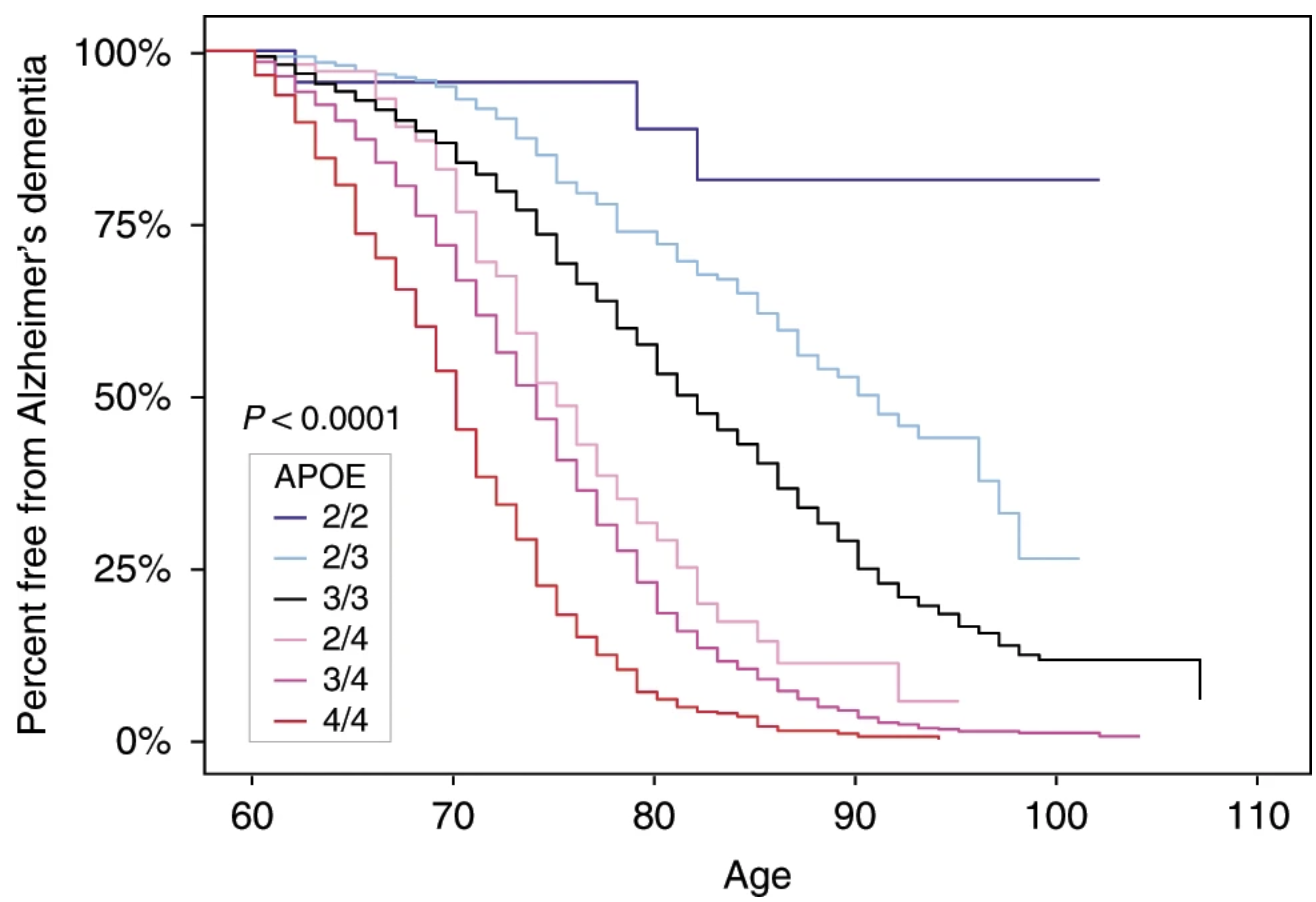 Percent free from Alzheimer's dementia
100%
75%
50%
25%
0%
P < 0.0001
APOE
2/2
2/3
3/3
2/4
3/4
4/4
60 70 80 90 100 110
Age